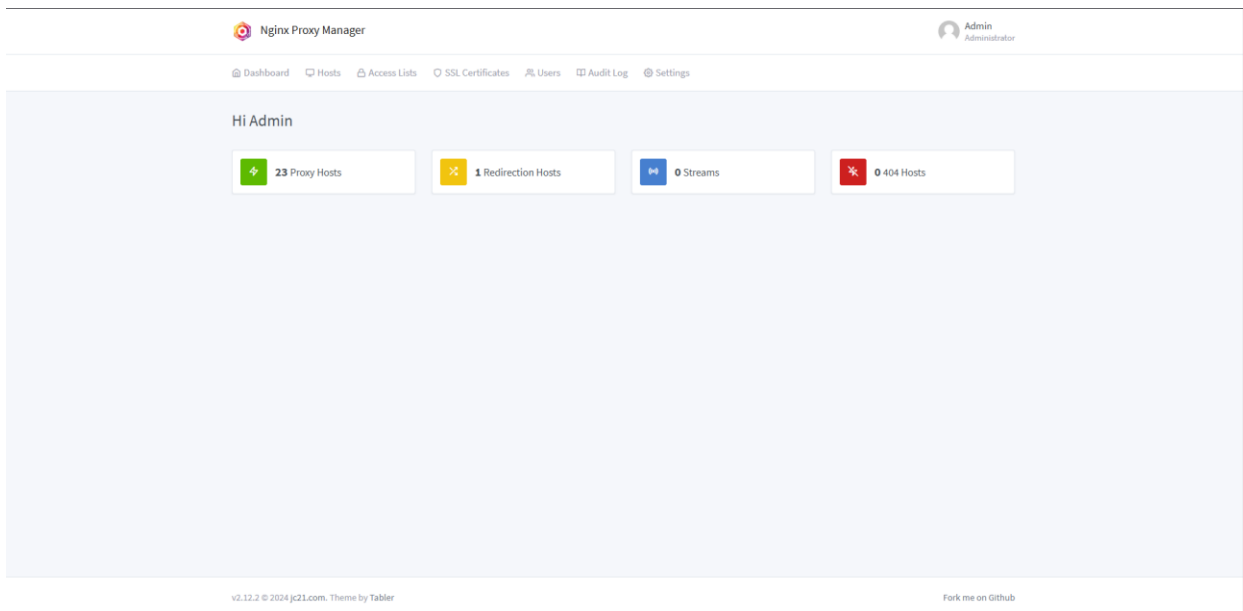 Nginx Proxy Manager
Admin
Administrator
Dashboard Hosts Access Lists SSL Certificates Users Audit Log Settings
Hi Admin
23 Proxy Hosts 1 Redirection Hosts 0 Streams 0 404 Hosts
v2.12.2 © 2024 jc21.com. Theme by Tabler Fork me on Github